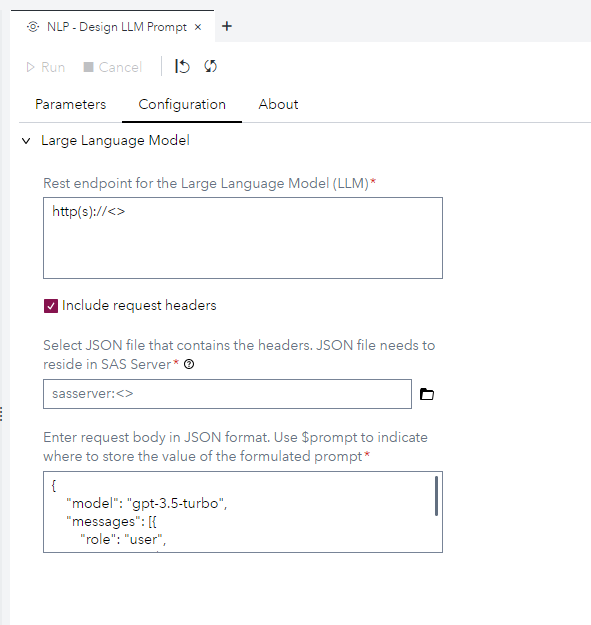 NLP - Design LLM Prompt × +
Run Cancel
Parameters Configuration About
Large Language Model
Rest endpoint for the Large Language Model (LLM)*
http(s)://<>
Include request headers
Select JSON file that contains the headers. JSON file needs to
reside in SAS Server*
sasserver:<>
Enter request body in JSON format. Use $prompt to indicate
where to store the value of the formulated prompt*
{
"model": "gpt-3.5-turbo",
"messages": [{
"role": "user",